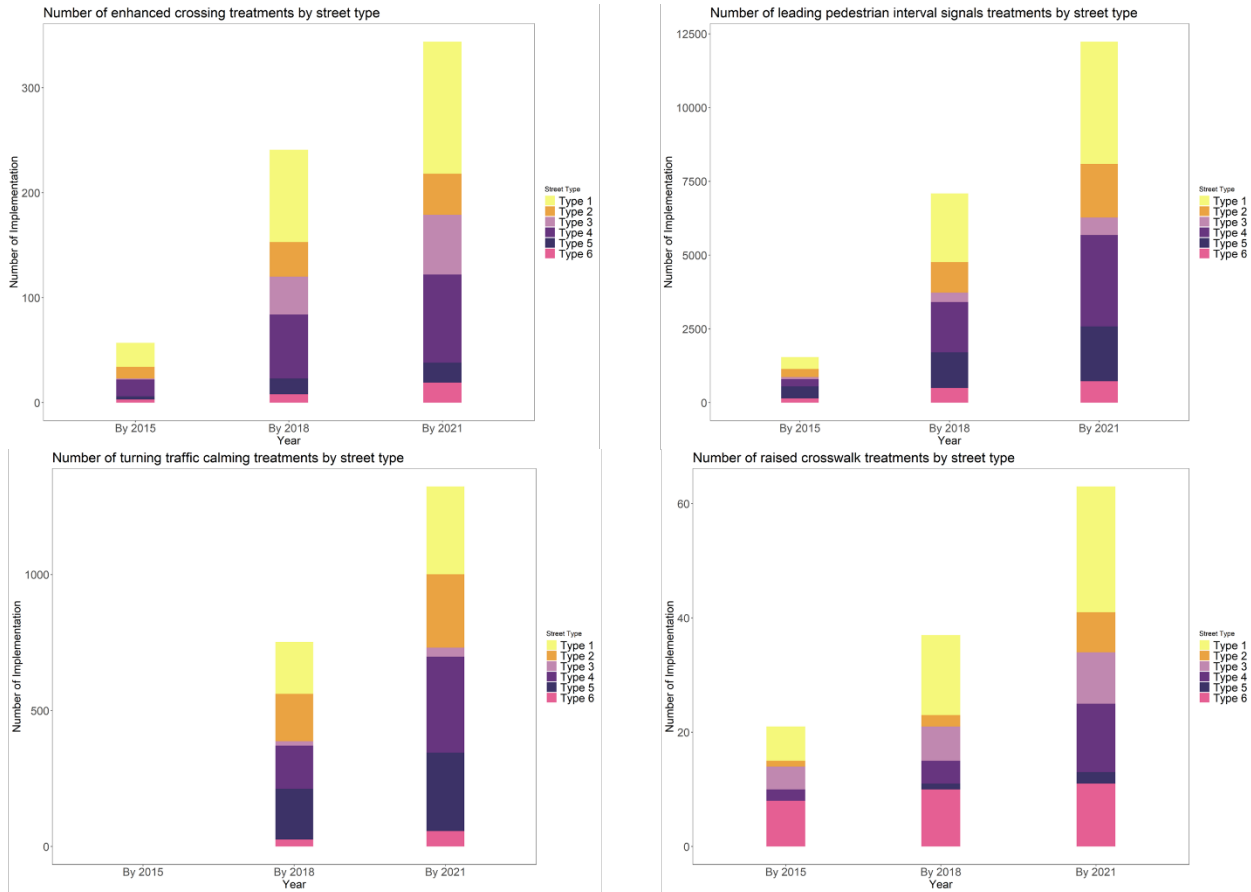 Number of enhanced crossing treatments by street type
Number of Implementation
300
200
100
0
By 2015
By 2018
By 2021
Year
Street Type
Type 1
Type 2
Type 3
Type 4
Type 5
Type 6
Number of leading pedestrian interval signals treatments by street type
Number of Implementation
12500
10000
7500
5000
2500
0
By 2015
By 2018
By 2021
Year
Street Type
Type 1
Type 2
Type 3
Type 4
Type 5
Type 6
Number of turning traffic calming treatments by street type
Number of Implementation
1000
500
0
By 2015
By 2018
By 2021
Year
Street Type
Type 1
Type 2
Type 3
Type 4
Type 5
Type 6
Number of raised crosswalk treatments by street type
Number of Implementation
60
40
20
0
By 2015
By 2018
By 2021
Year
Street Type
Type 1
Type 2
Type 3
Type 4
Type 5
Type 6